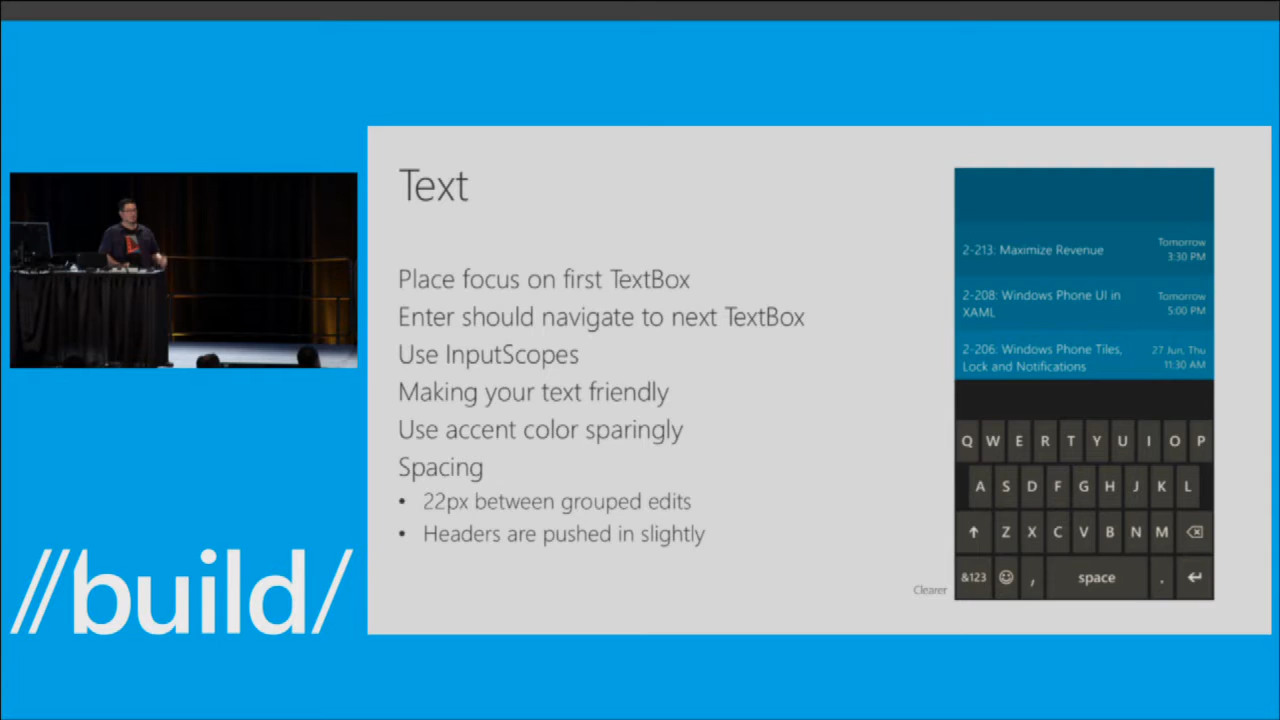 Text
Place focus on first TextBox
Enter should navigate to next TextBox
Use InputScopes
Making your text friendly
Use accent color sparingly
Spacing
• 22px between grouped edits
• Headers are pushed in slightly
2-213: Maximize Revenue
Tomorrow
3:30 PM
2-208: Windows Phone UI in
XAML
Tomorrow
5:00 PM
2-206: Windows Phone Tiles,
Lock and Notifications
27 Jun, Thu
11:30 AM
Q W E R T Y U I O P
A S D F G H J K L
Z X C V B N M
&123 , space .
Clearer
//build/